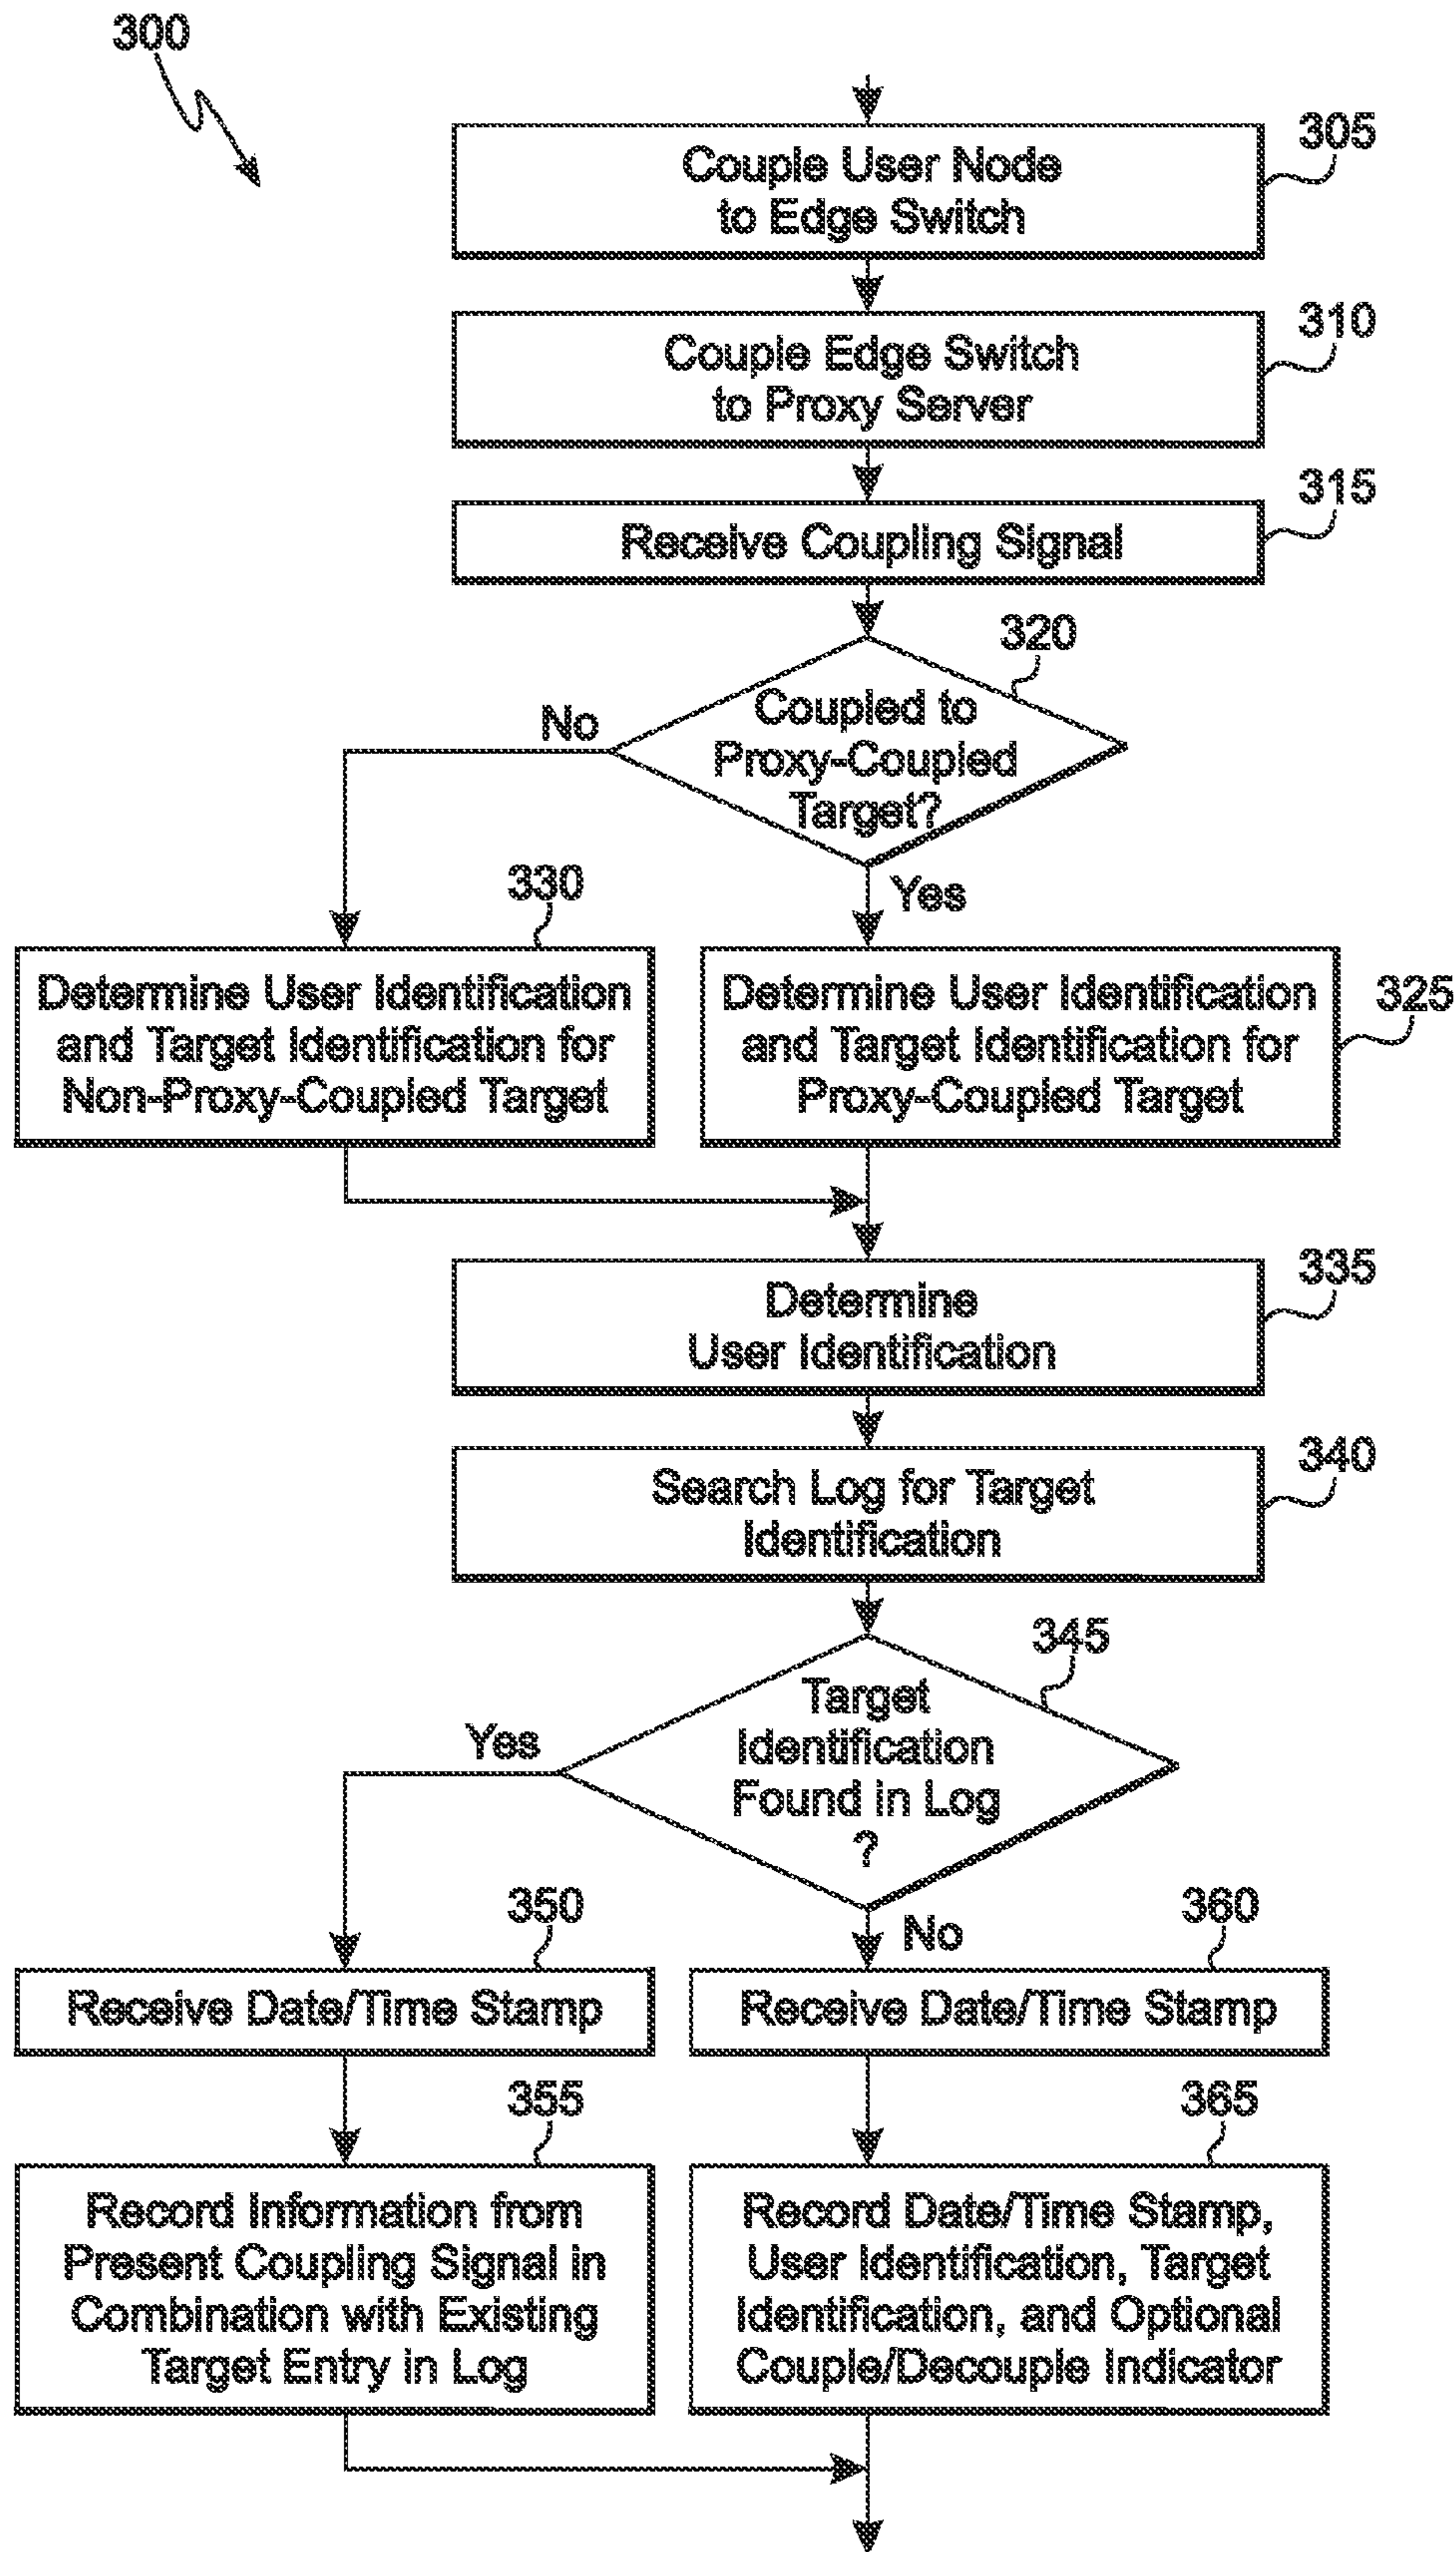 300
305
Couple User Node
to Edge Switch
310
Couple Edge Switch
to Proxy Server
315
Receive Coupling Signal
320
Coupled to
Proxy-Coupled
Target?
No
Yes
330
Determine User Identification
and Target Identification for
Non-Proxy-Coupled Target
325
Determine User Identification
and Target Identification for
Proxy-Coupled Target
335
Determine
User Identification
340
Search Log for Target
Identification
345
Target
Identification
Found in Log
?
Yes
No
350
Receive Date/Time Stamp
360
Receive Date/Time Stamp
355
Record Information from
Present Coupling Signal in
Combination with Existing
Target Entry in Log
365
Record Date/Time Stamp,
User Identification, Target
Identification, and Optional
Couple/Decouple Indicator